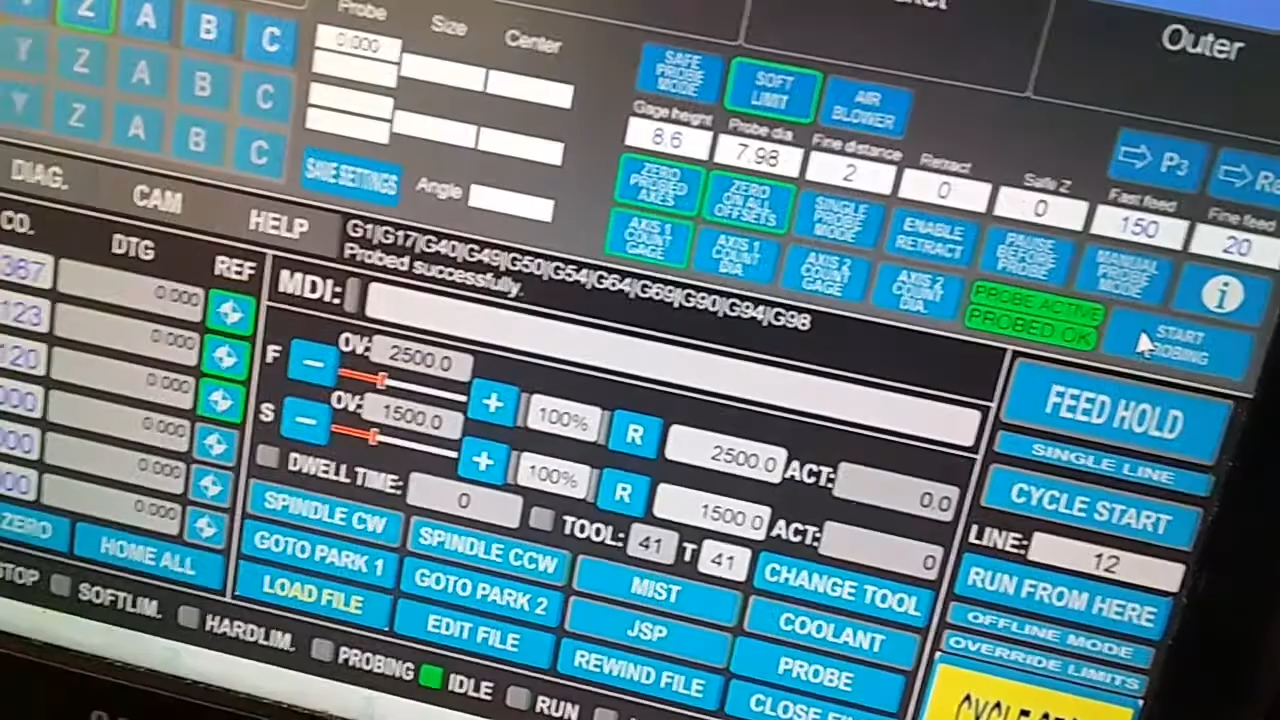 Outer
Z A B C
Y Z A B C
Y Z A B C
Probe Size Center
0.000
SAVE SETTINGS
Angle
SAFE PROBE MODE
SOFT LIMIT
AIR BLOWER
Gage height Probe dia Fine distance Retract Safe Z Fast feed Fine feed
8.6 7.98 2 0 0 150 20
P3
ZERO PROBED AXES
ZERO ON ALL OFFSETS
SINGLE PROBE MODE
ENABLE RETRACT
PAUSE BEFORE PROBE
MANUAL PROBE MODE
i
AXIS 1 COUNT GAGE
AXIS 1 COUNT DIA
AXIS 2 COUNT GAGE
AXIS 2 COUNT DIA.
PROBE ACTIVE
PROBED OK
START
ROBING
DIAG. CAM HELP
G1|G17|G40|G49|G50|G54|G64|G69|G90|G94|G98
Probed successfully.
CO. DTG REF
367 0.000
123 0.000
120 0.000
000 0.000
000 0.000
000 0.000
ZERO HOME ALL
MDI:
F OV: 2500.0
− + 100% R 2500.0 ACT: 0.0
S OV: 1500.0
− + 100% R 1500.0 ACT: 0
DWELL TIME: 0 TOOL: 41 T 41
SPINDLE CW SPINDLE CCW MIST CHANGE TOOL
GOTO PARK 1 GOTO PARK 2 JSP COOLANT
LOAD FILE EDIT FILE REWIND FILE PROBE
FEED HOLD
SINGLE LINE
CYCLE START
LINE: 12
RUN FROM HERE
OFFLINE MODE
OVERRIDE LIMITS
STOP SOFTLIM. HARDLIM. PROBING IDLE RUN